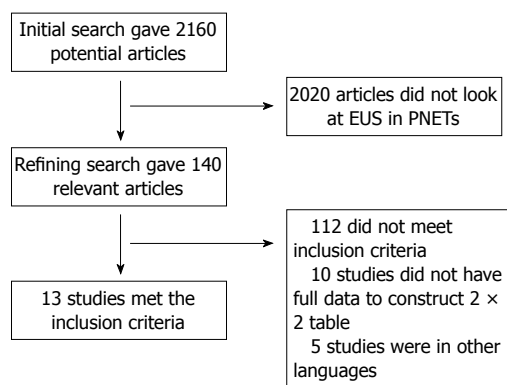 Initial search gave 2160
potential articles
2020 articles did not look
at EUS in PNETs
Refining search gave 140
relevant articles
112 did not meet
inclusion criteria
10 studies did not have
full data to construct 2 ×
2 table
5 studies were in other
languages
13 studies met the
inclusion criteria